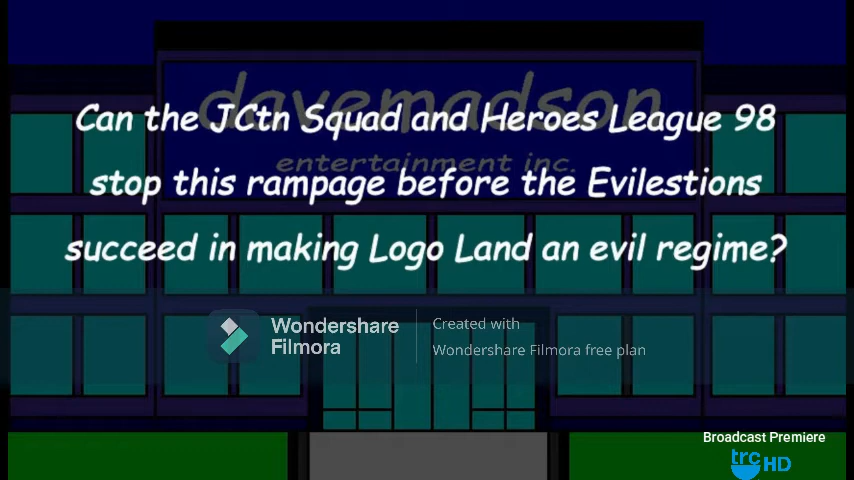 davemadson
entertainment inc.
Can the JCtn Squad and Heroes League 98
stop this rampage before the Evilestions
succeed in making Logo Land an evil regime?
Wondershare
Filmora
Created with
Wondershare Filmora free plan
Broadcast Premiere
trc HD